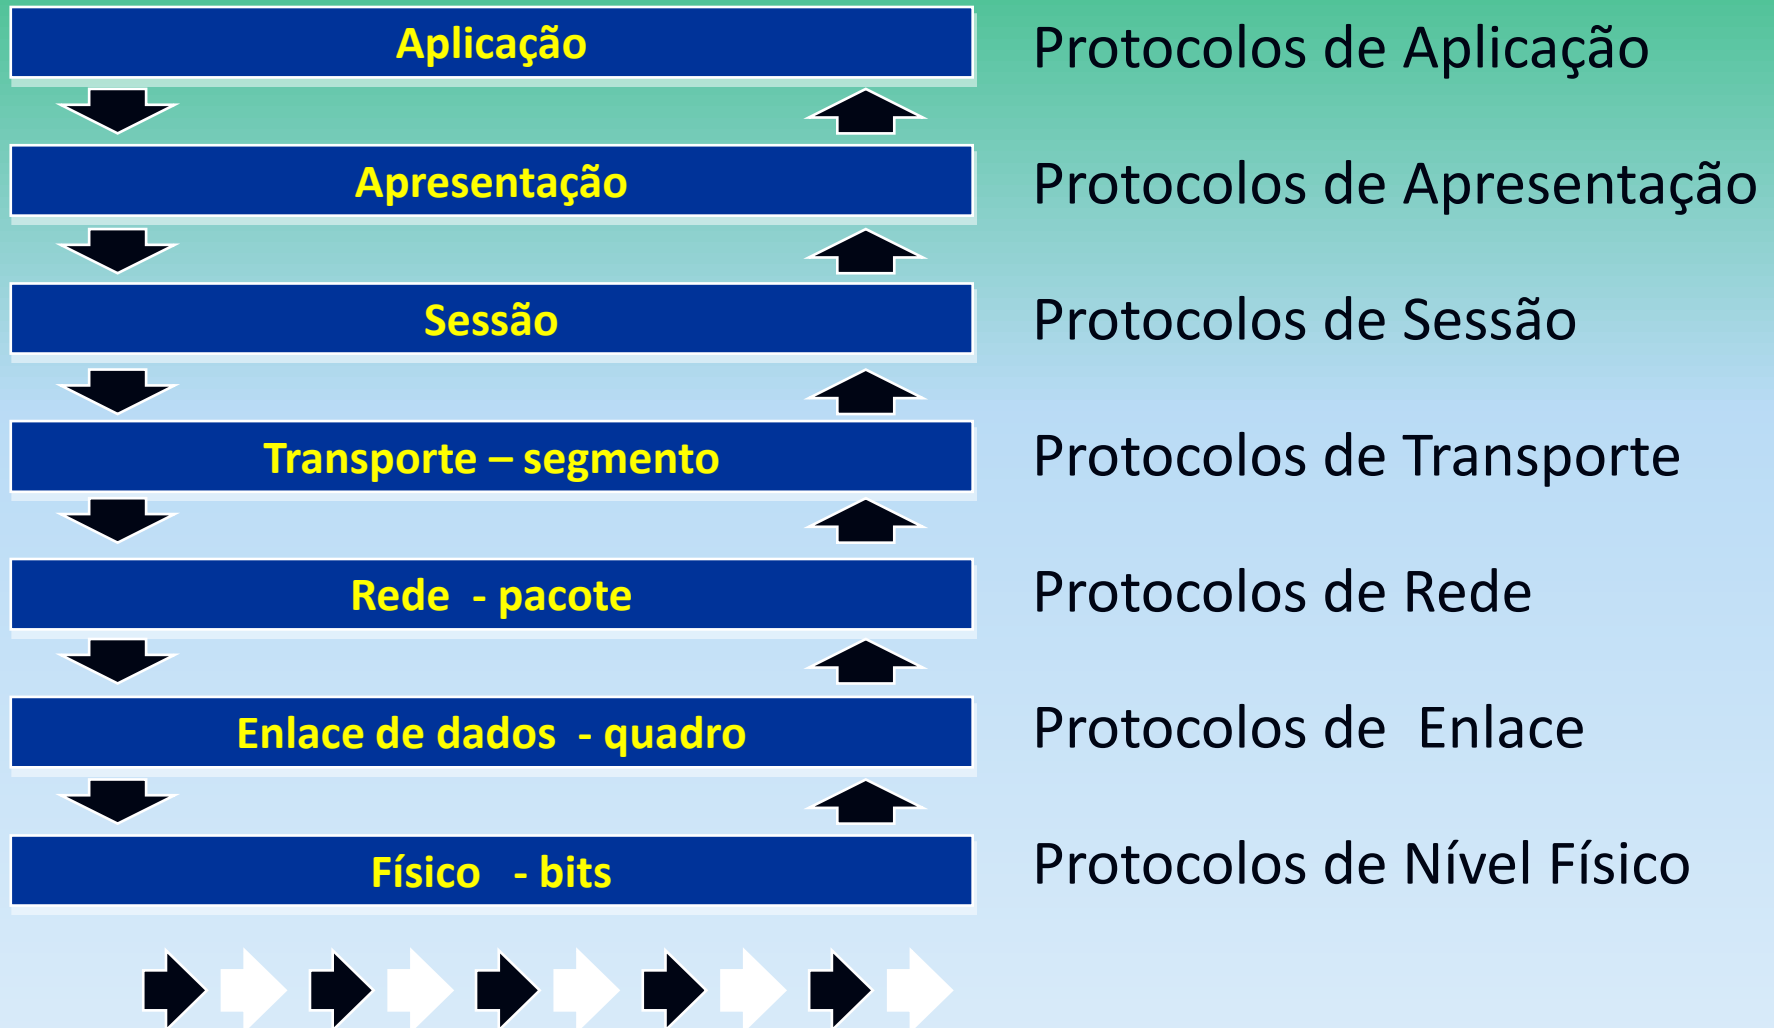 Aplicação
Protocolos de Aplicação
Apresentação
Protocolos de Apresentação
Sessão
Protocolos de Sessão
Transporte – segmento
Protocolos de Transporte
Rede - pacote
Protocolos de Rede
Enlace de dados - quadro
Protocolos de Enlace
Físico - bits
Protocolos de Nível Físico